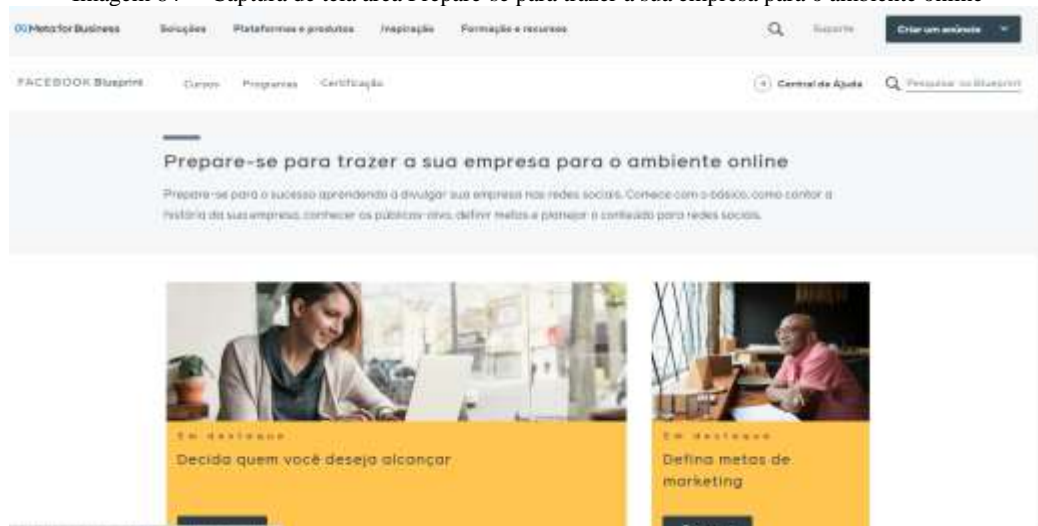 Imagem 64 – Captura de tela área Prepare-se para trazer a sua empresa para o ambiente online
Meta for Business Soluções Plataformas e produtos Inspiração Formação e recursos Suporte Criar um anúncio
FACEBOOK Blueprint Cursos Programas Certificação Central de Ajuda Pesquisar no Blueprint
Prepare-se para trazer a sua empresa para o ambiente online
Prepare-se para o sucesso aprendendo a divulgar sua empresa nas redes sociais. Comece com o básico, como contar a
história da sua empresa, conhecer os públicos-alvo, definir metas e planejar o conteúdo para redes sociais.
Em destaque
Decida quem você deseja alcançar
Em destaque
Defina metas de
marketing